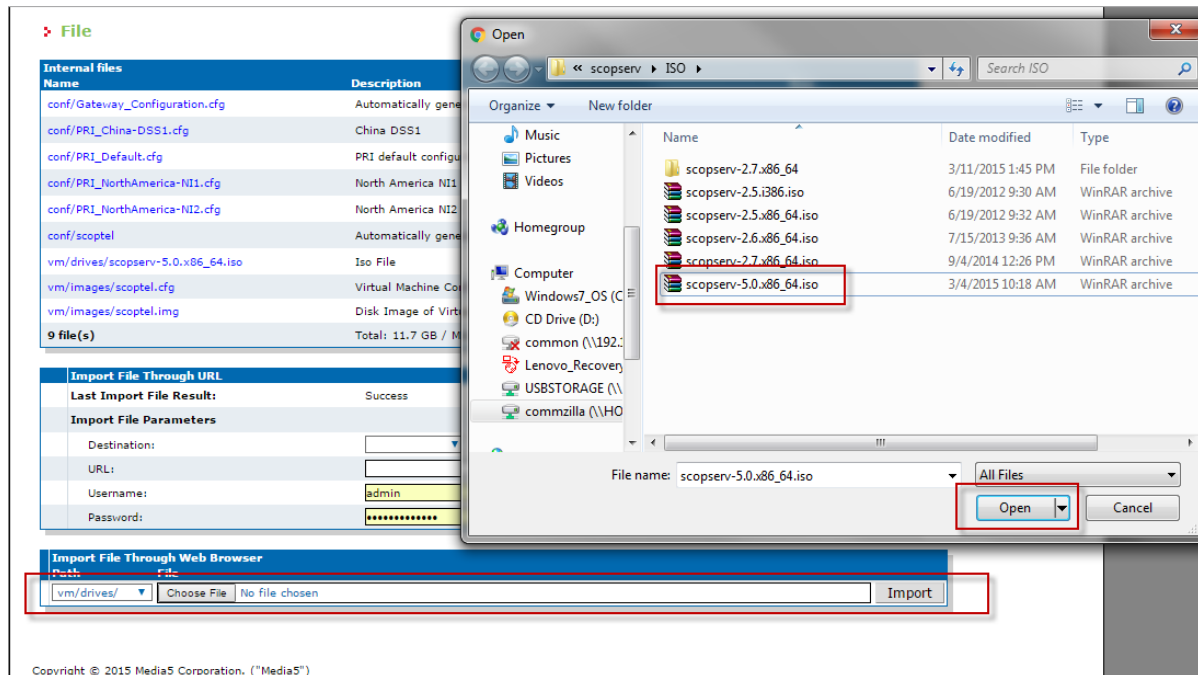 File
Internal files
Name Description
conf/Gateway_Configuration.cfg Automatically gene
conf/PRI_China-DSS1.cfg China DSS1
conf/PRI_Default.cfg PRI default configu
conf/PRI_NorthAmerica-NI1.cfg North America NI1
conf/PRI_NorthAmerica-NI2.cfg North America NI2
conf/scoptel Automatically gene
vm/drives/scopserv-5.0.x86_64.iso Iso File
vm/images/scoptel.cfg Virtual Machine Co
vm/images/scoptel.img Disk Image of Virt
9 file(s) Total: 11.7 GB / M
Import File Through URL
Last Import File Result: Success
Import File Parameters
Destination:
URL:
Username: admin
Password: •••••••••••••
Import File Through Web Browser
Path File
vm/drives/ Choose File No file chosen Import
Copyright © 2015 Media5 Corporation. ("Media5")
Open
« scopserv ISO Search ISO
Organize New folder
Music
Pictures
Videos
Homegroup
Computer
Windows7_OS (C
CD Drive (D:)
common (\\192.
Lenovo_Recovery
USBSTORAGE (\\
commzilla (\\HO
Name Date modified Type
scopserv-2.7.x86_64 3/11/2015 1:45 PM File folder
scopserv-2.5.i386.iso 6/19/2012 9:30 AM WinRAR archive
scopserv-2.5.x86_64.iso 6/19/2012 9:32 AM WinRAR archive
scopserv-2.6.x86_64.iso 7/15/2013 9:36 AM WinRAR archive
scopserv-2.7.x86_64.iso 9/4/2014 12:26 PM WinRAR archive
scopserv-5.0.x86_64.iso 3/4/2015 10:18 AM WinRAR archive
File name: scopserv-5.0.x86_64.iso All Files
Open Cancel